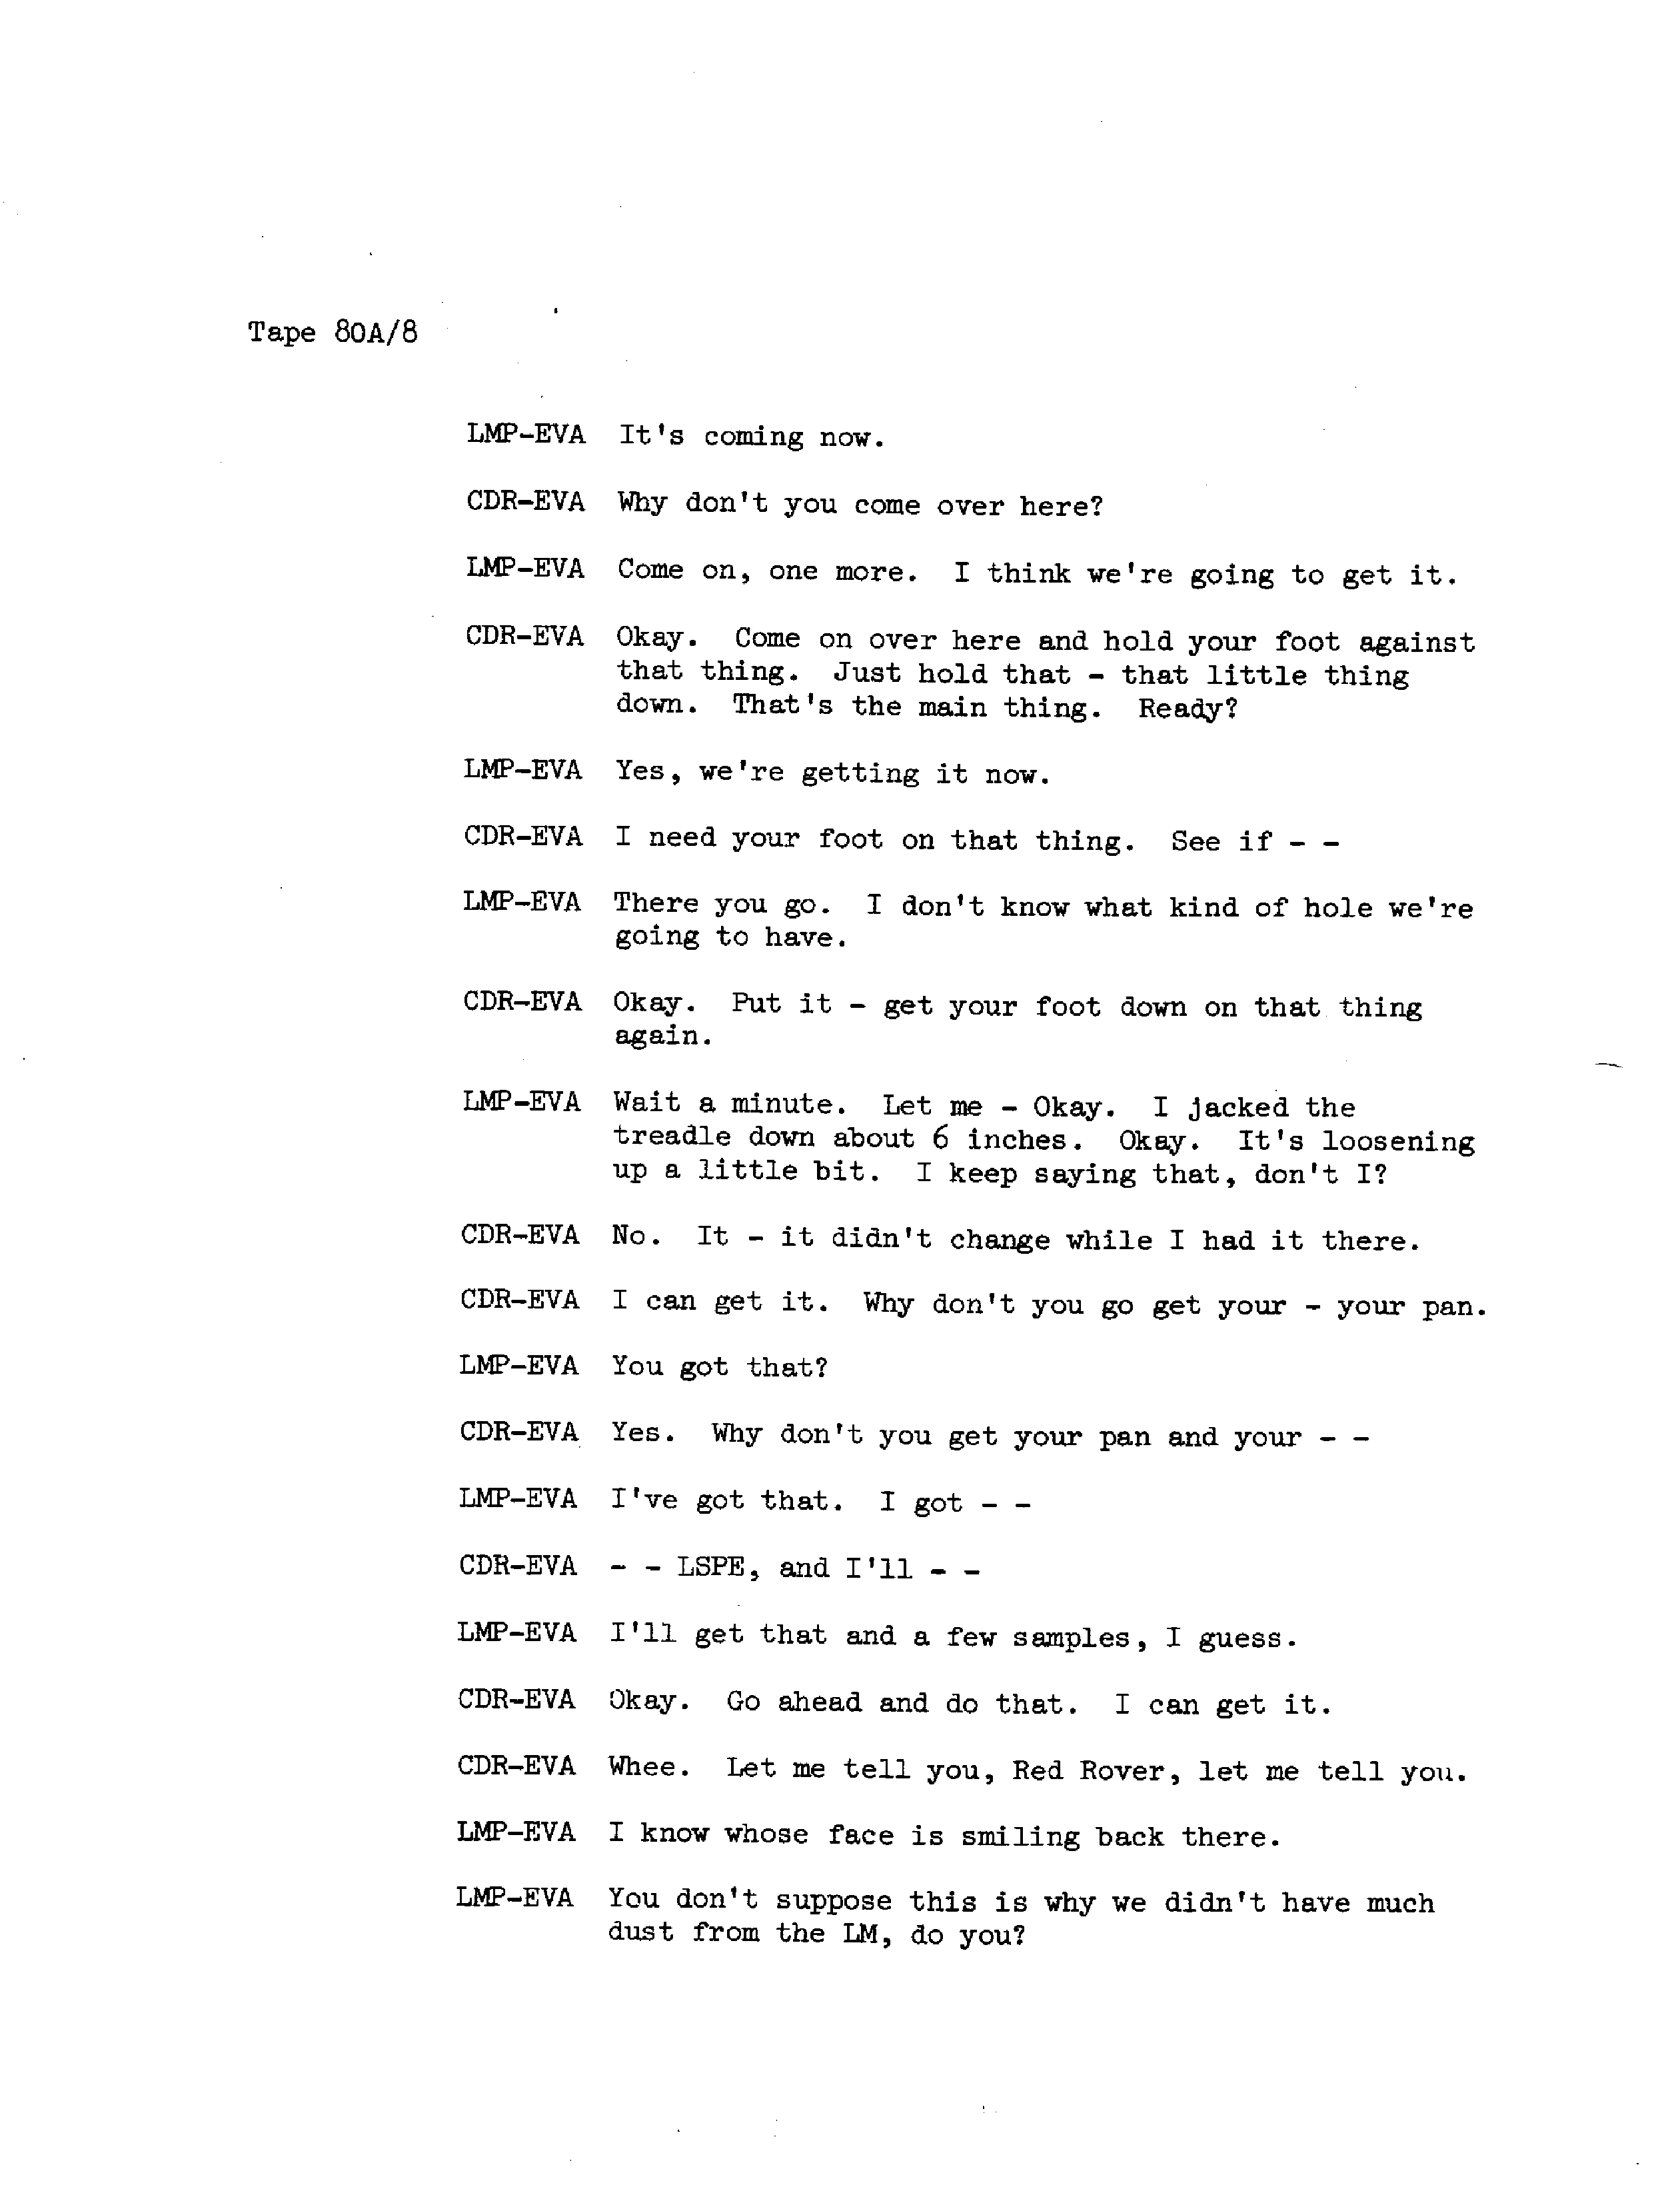 Tape 80A/8
LMP-EVA It's coming now.
CDR-EVA Why don't you come over here?
LMP-EVA Come on, one more. I think we're going to get it.
CDR-EVA Okay. Come on over here and hold your foot against
that thing. Just hold that - that little thing
down. That's the main thing. Ready?
LMP-EVA Yes, we're getting it now.
CDR-EVA I need your foot on that thing. See if - -
LMP-EVA There you go. I don't know what kind of hole we're
going to have.
CDR-EVA Okay. Put it - get your foot down on that thing
again.
LMP-EVA Wait a minute. Let me - Okay. I jacked the
treadle down about 6 inches. Okay. It's loosening
up a little bit. I keep saying that, don't I?
CDR-EVA No. It - it didn't change while I had it there.
CDR-EVA I can get it. Why don't you go get your - your pan.
LMP-EVA You got that?
CDR-EVA Yes. Why don't you get your pan and your - -
LMP-EVA I've got that. I got - -
CDR-EVA - - LSPE, and I'll - -
LMP-EVA I'll get that and a few samples, I guess.
CDR-EVA Okay. Go ahead and do that. I can get it.
CDR-EVA Whee. Let me tell you, Red Rover, let me tell you.
LMP-EVA I know whose face is smiling back there.
LMP-EVA You don't suppose this is why we didn't have much
dust from the LM, do you?